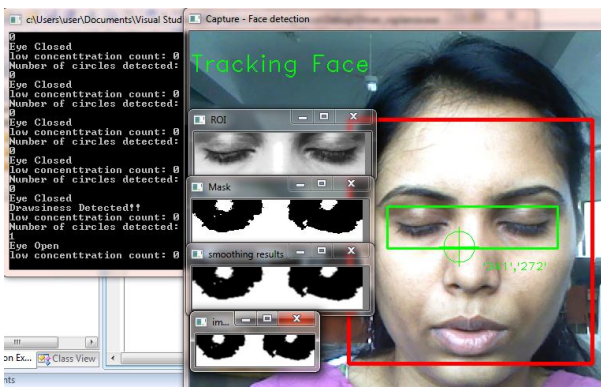 c:\Users\user\Documents\Visual Stud
0
Eye Closed
low concenttration count: 0
Number of circles detected:
0
Eye Closed
low concenttration count: 0
Number of circles detected:
0
Eye Closed
low concenttration count: 0
Number of circles detected:
0
Eye Closed
low concenttration count: 0
Number of circles detected:
0
Eye Closed
Drawsiness Detected!!
low concenttration count: 0
Number of circles detected:
1
Eye Open
low concenttration count: 0
on Ex...
Class View
nts
Capture - Face detection
Tracking Face
ROI
Mask
smoothing results
im...